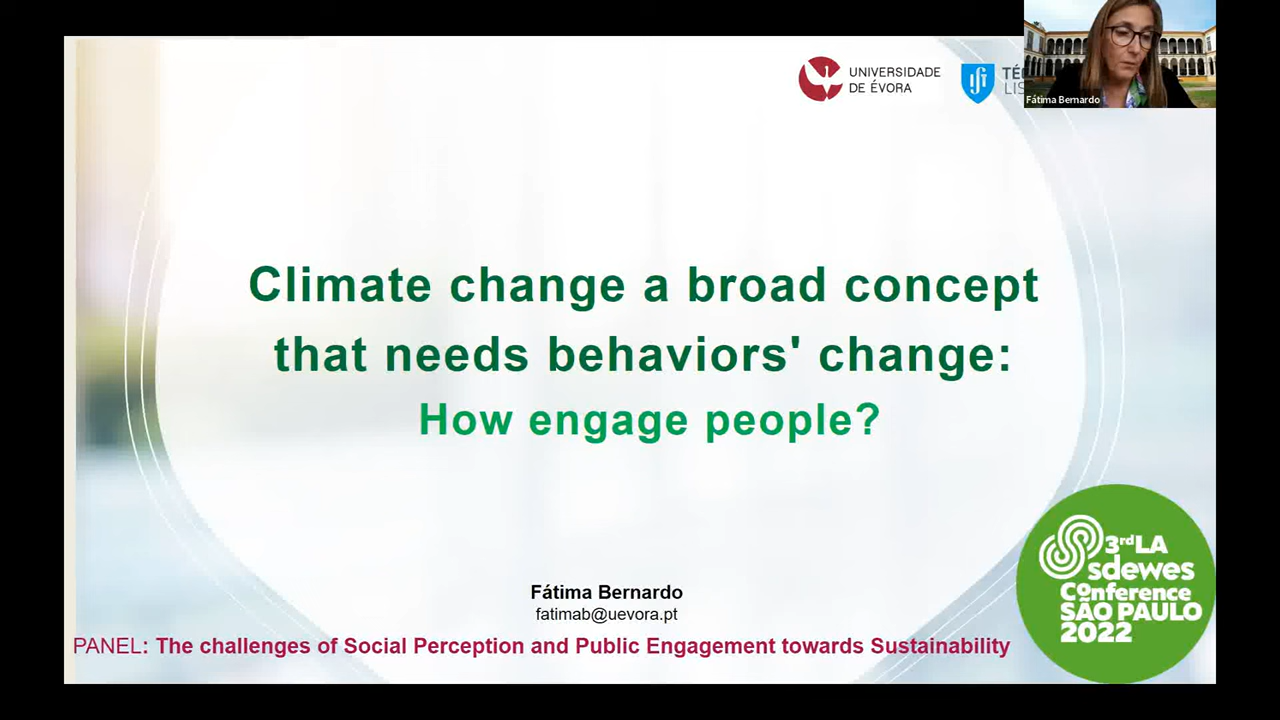 UNIVERSIDADE
DE ÉVORA
Fátima Bernardo
Climate change a broad concept
that needs behaviors' change:
How engage people?
Fátima Bernardo
fatimab@uevora.pt
PANEL: The challenges of Social Perception and Public Engagement towards Sustainability
3rd LA
sdewes
Conference
SÃO PAULO
2022